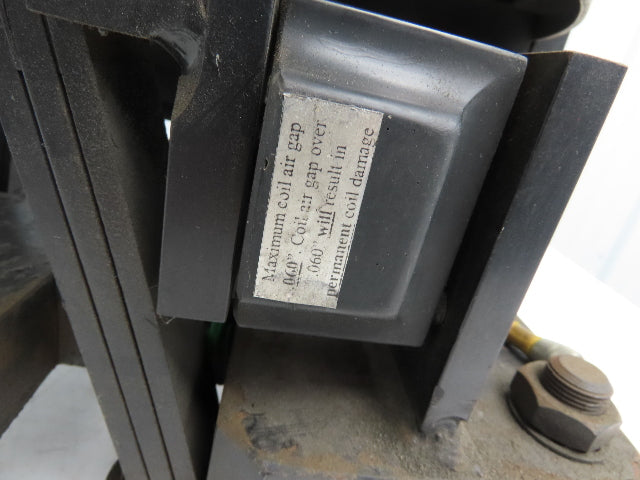 Maximum coil air gap
.060". Coil air gap over
.060" will result in
permanent coil damage